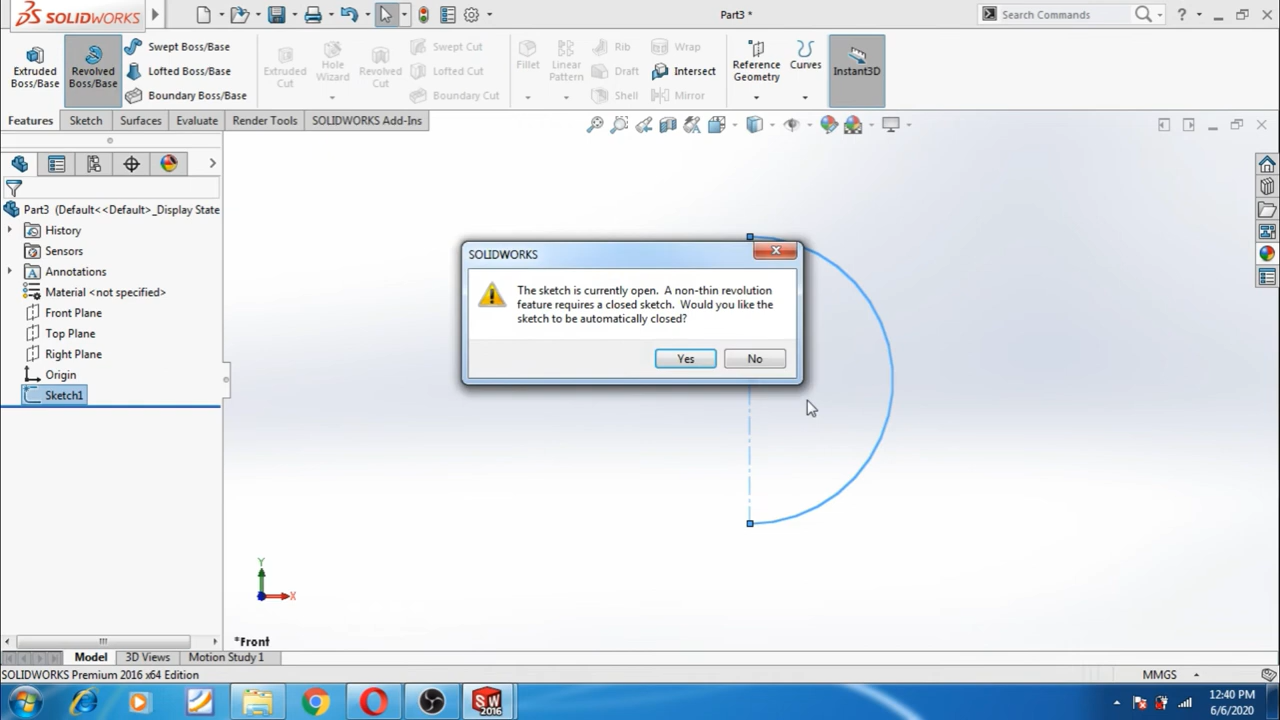 SOLIDWORKS
Part3 *
Search Commands
?
Extruded
Boss/Base
Revolved
Boss/Base
Swept Boss/Base
Lofted Boss/Base
Boundary Boss/Base
Extruded
Cut
Hole
Wizard
Revolved
Cut
Swept Cut
Lofted Cut
Boundary Cut
Fillet
Linear
Pattern
Rib
Draft
Shell
Wrap
Intersect
Mirror
Reference
Geometry
Curves
Instant3D
Features
Sketch
Surfaces
Evaluate
Render Tools
SOLIDWORKS Add-Ins
Part3 (Default<<Default>_Display State
History
Sensors
Annotations
Material <not specified>
Front Plane
Top Plane
Right Plane
Origin
Sketch1
SOLIDWORKS
The sketch is currently open. A non-thin revolution
feature requires a closed sketch. Would you like the
sketch to be automatically closed?
Yes
No
Y
X
*Front
Model
3D Views
Motion Study 1
SOLIDWORKS Premium 2016 x64 Edition
MMGS
SW
2016
12:40 PM
6/6/2020